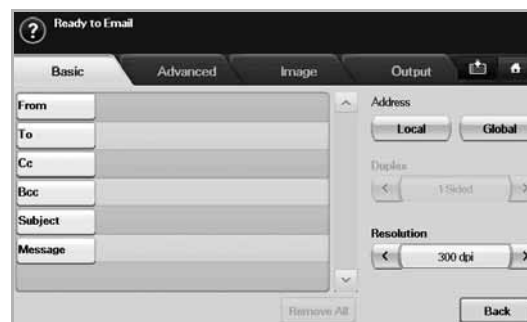 Ready to Email
Basic
Advanced
Image
Output
From
To
Cc
Bcc
Subject
Message
Address
Local
Global
Duplex
1 Sided
Resolution
300 dpi
Remove All
Back